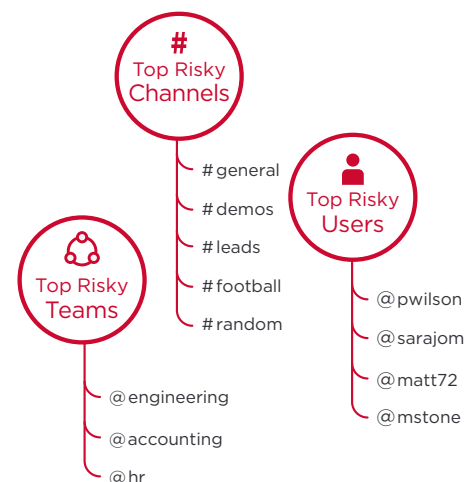 #
Top Risky
Channels
#general
#demos
#leads
#football
#random
Top Risky
Users
@pwilson
@sarajom
@matt72
@mstone
Top Risky
Teams
@engineering
@accounting
@hr